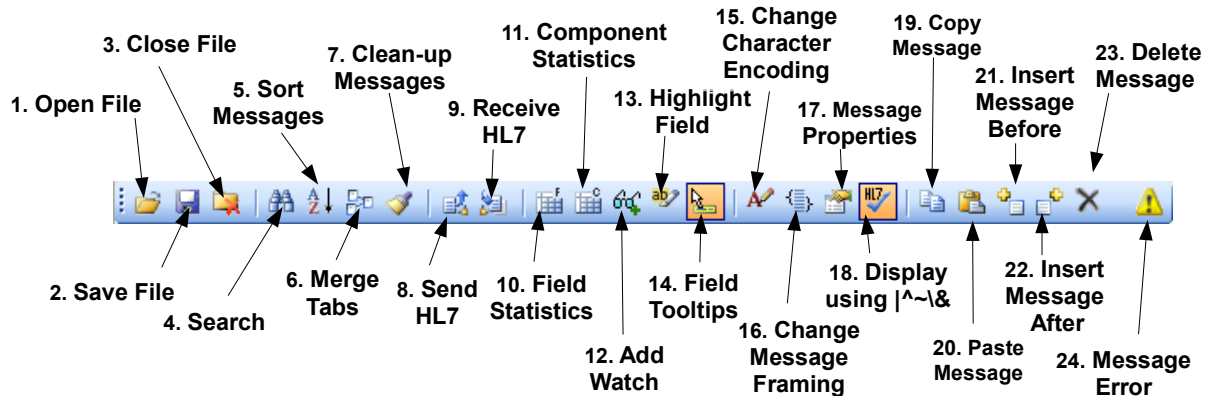 1. Open File
2. Save File
3. Close File
4. Search
5. Sort
Messages
6. Merge
Tabs
7. Clean-up
Messages
8. Send
HL7
9. Receive
HL7
10. Field
Statistics
11. Component
Statistics
12. Add
Watch
13. Highlight
Field
14. Field
Tooltips
15. Change
Character
Encoding
16. Change
Message
Framing
17. Message
Properties
18. Display
using |^~\&
19. Copy
Message
20. Paste
Message
21. Insert
Message
Before
22. Insert
Message
After
23. Delete
Message
24. Message
Error
A
Z
F
C
ab
A
HL7